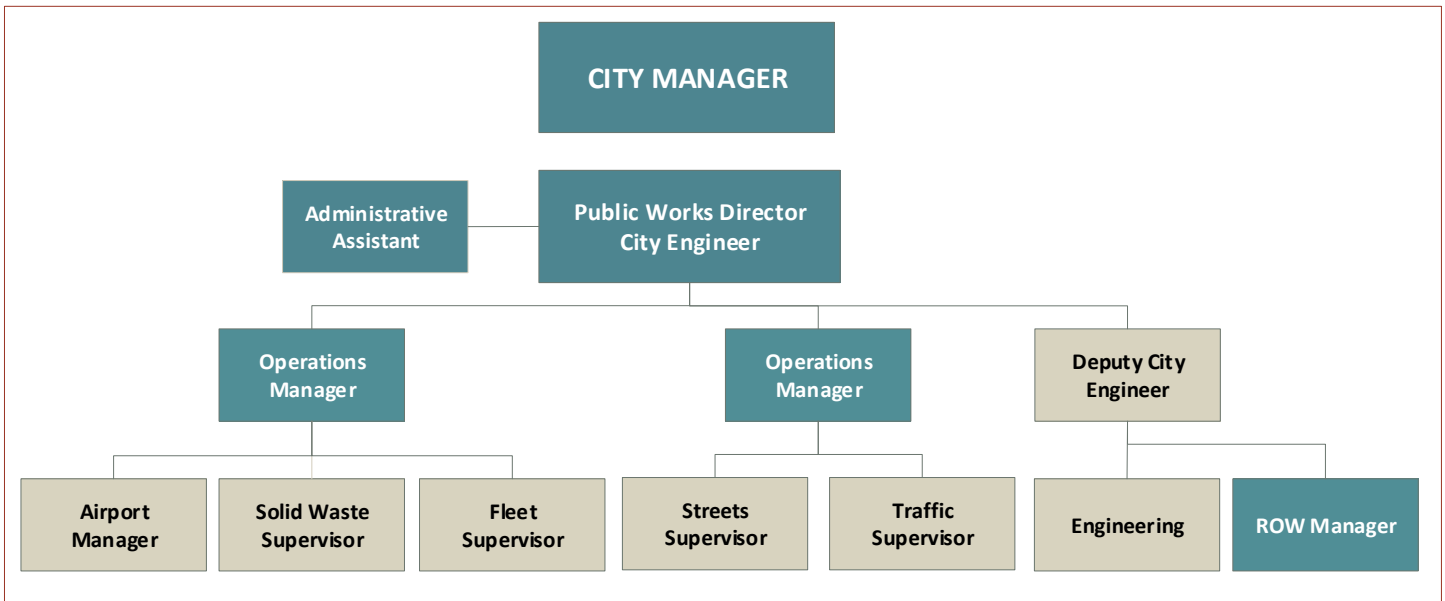 CITY MANAGER
Administrative
Assistant
Public Works Director
City Engineer
Operations
Manager
Operations
Manager
Deputy City
Engineer
Airport
Manager
Solid Waste
Supervisor
Fleet
Supervisor
Streets
Supervisor
Traffic
Supervisor
Engineering
ROW Manager